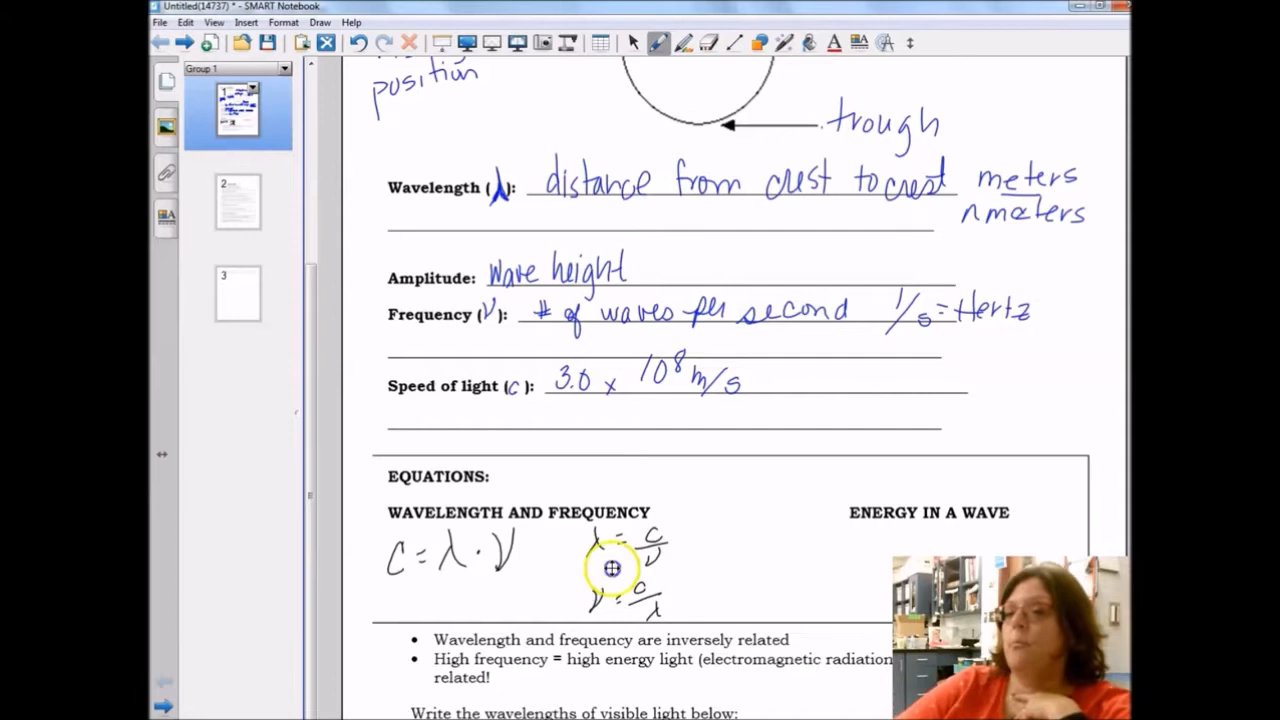 Untitled(14737) * - SMART Notebook
File Edit View Insert Format Draw Help
Group 1
1
2
3
position
trough
Wavelength (λ): distance from crest to crest meters
nmeters
Amplitude: Wave height
Frequency (ν): # of waves per second 1/s = Hertz
Speed of light (c): 3.0 x 10⁸ m/s
EQUATIONS:
WAVELENGTH AND FREQUENCY ENERGY IN A WAVE
c = λ · ν λ = c/ν
ν = c/λ
• Wavelength and frequency are inversely related
• High frequency = high energy light (electromagnetic radiation
related!
Write the wavelengths of visible light below: